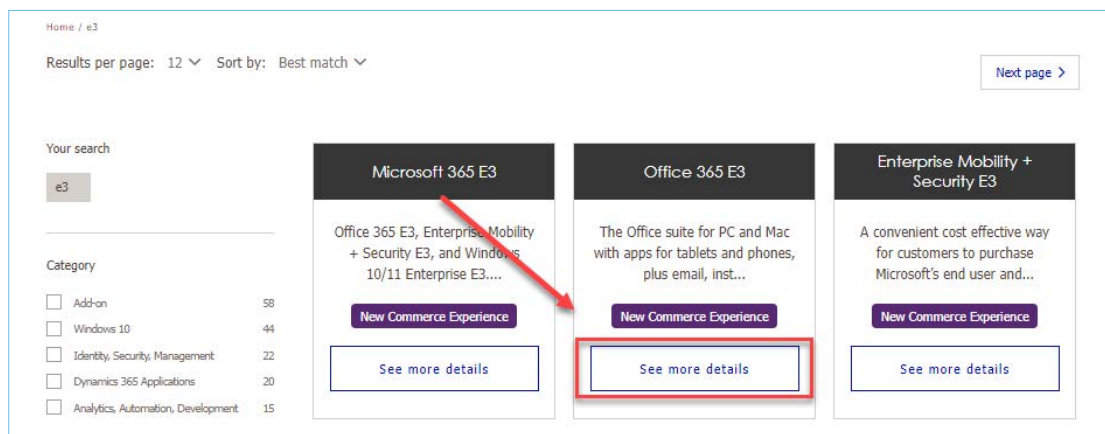 Home / e3
Results per page: 12 Sort by: Best match
Next page >
Your search
e3
Category
Add-on 58
Windows 10 44
Identity, Security, Management 22
Dynamics 365 Applications 20
Analytics, Automation, Development 15
Microsoft 365 E3
Office 365 E3, Enterprise Mobility
+ Security E3, and Windows
10/11 Enterprise E3....
New Commerce Experience
See more details
Office 365 E3
The Office suite for PC and Mac
with apps for tablets and phones,
plus email, inst...
New Commerce Experience
See more details
Enterprise Mobility +
Security E3
A convenient cost effective way
for customers to purchase
Microsoft's end user and...
New Commerce Experience
See more details